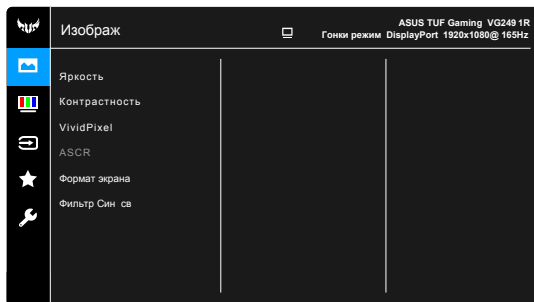 Изображ
ASUS TUF Gaming VG249 1R
Гонки режим DisplayPort 1920x1080@ 165Hz
Яркость
Контрастность
VividPixel
ASCR
Формат экрана
Фильтр Син св